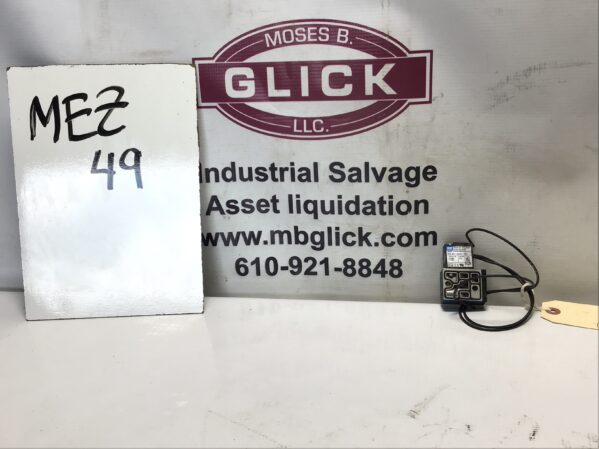 MEZ
49
MOSES B.
GLICK
LLC.
Industrial Salvage
Asset liquidation
www.mbglick.com
610-921-8848